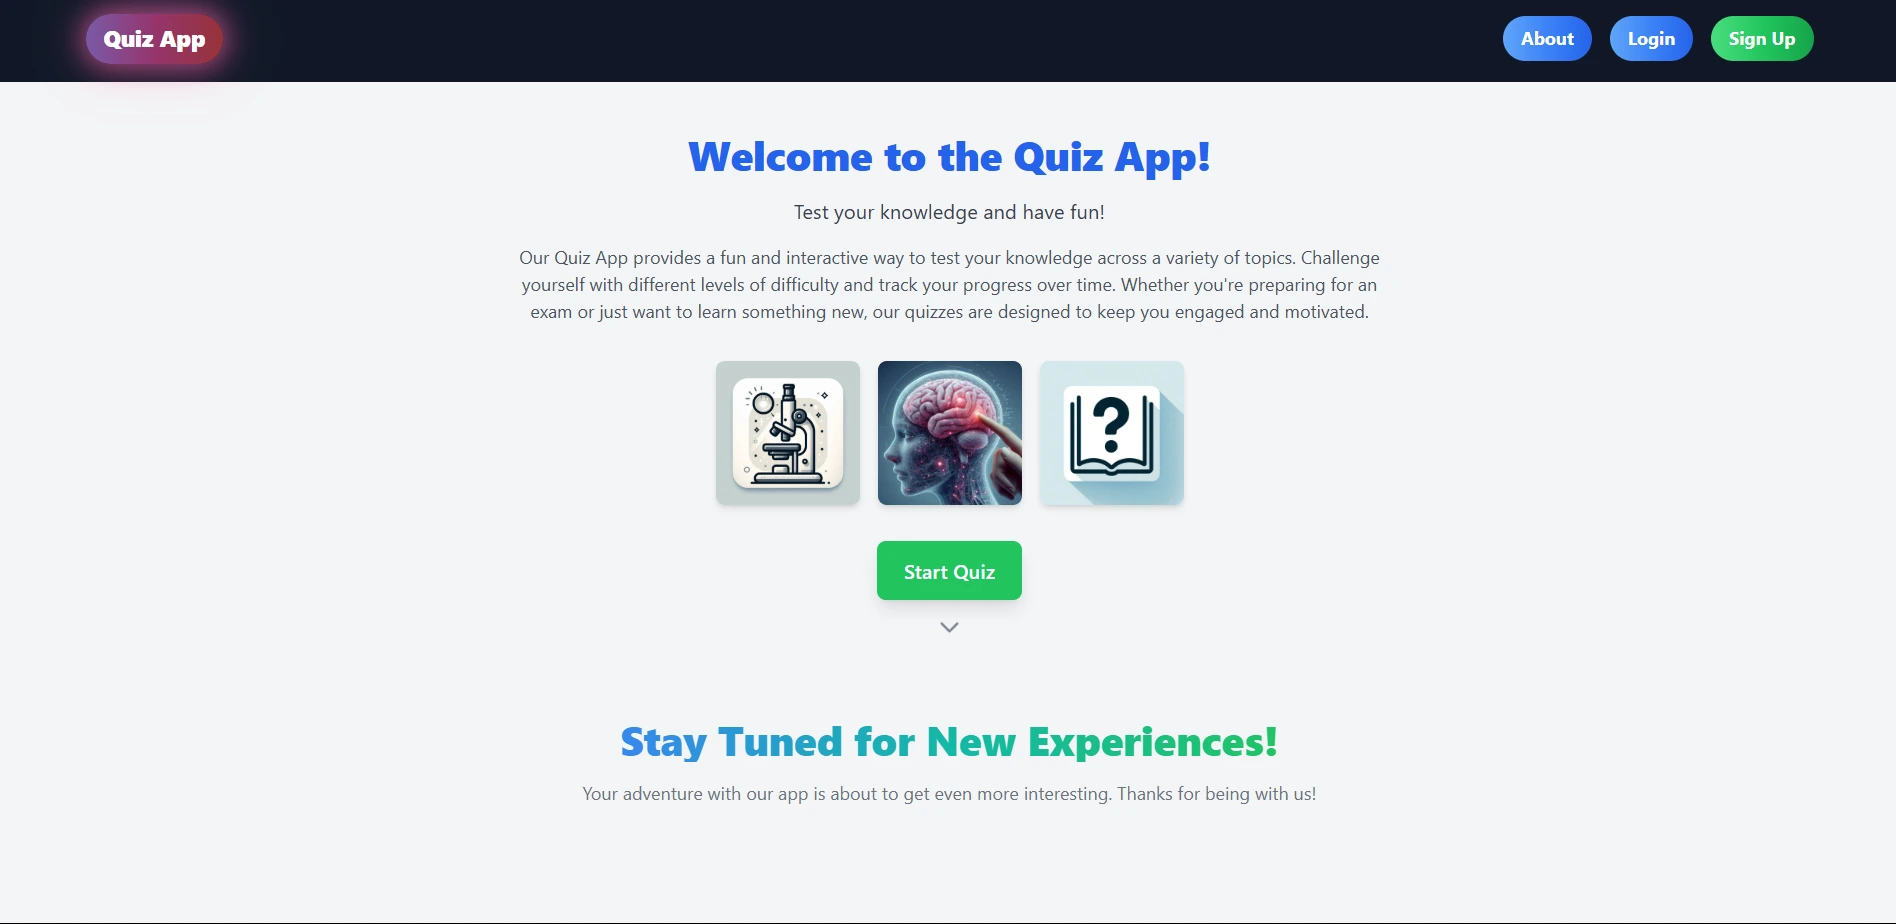 Quiz App
About
Login
Sign Up
Welcome to the Quiz App!
Test your knowledge and have fun!
Our Quiz App provides a fun and interactive way to test your knowledge across a variety of topics. Challenge
yourself with different levels of difficulty and track your progress over time. Whether you're preparing for an
exam or just want to learn something new, our quizzes are designed to keep you engaged and motivated.
?
Start Quiz
Stay Tuned for New Experiences!
Your adventure with our app is about to get even more interesting. Thanks for being with us!